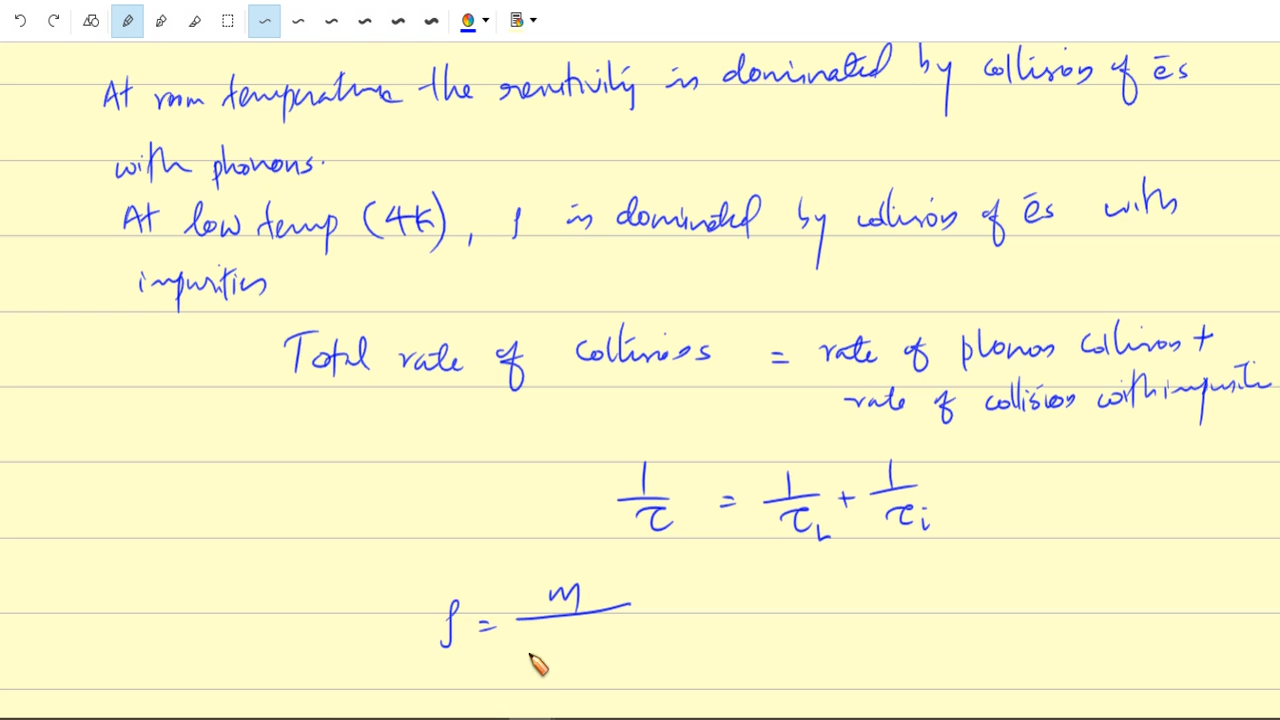 At room temperature the resistivity is dominated by collision of ēs
with phonons.
At low temp (4K), ρ is dominated by collision of ēs with
impurities
Total rate of collisions = rate of phonon collision +
rate of collision with impurities
1/τ = 1/τ_L + 1/τ_i
ρ = m